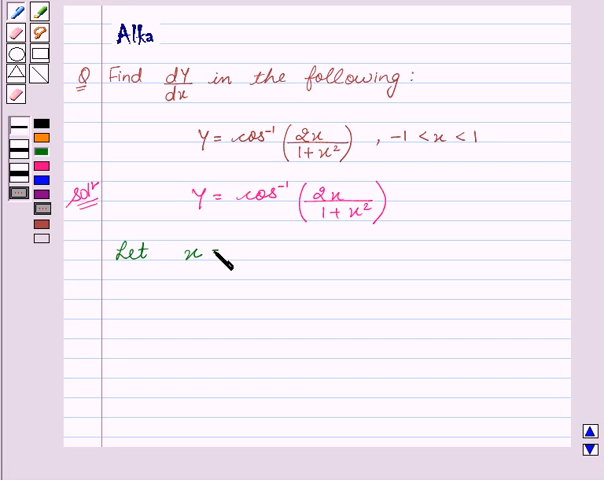 Alka
Q Find dY/dx in the following:
Y = cos⁻¹ (2x / 1 + x²) , -1 < x < 1
Solⁿ Y = cos⁻¹ (2x / 1 + x²)
Let x =